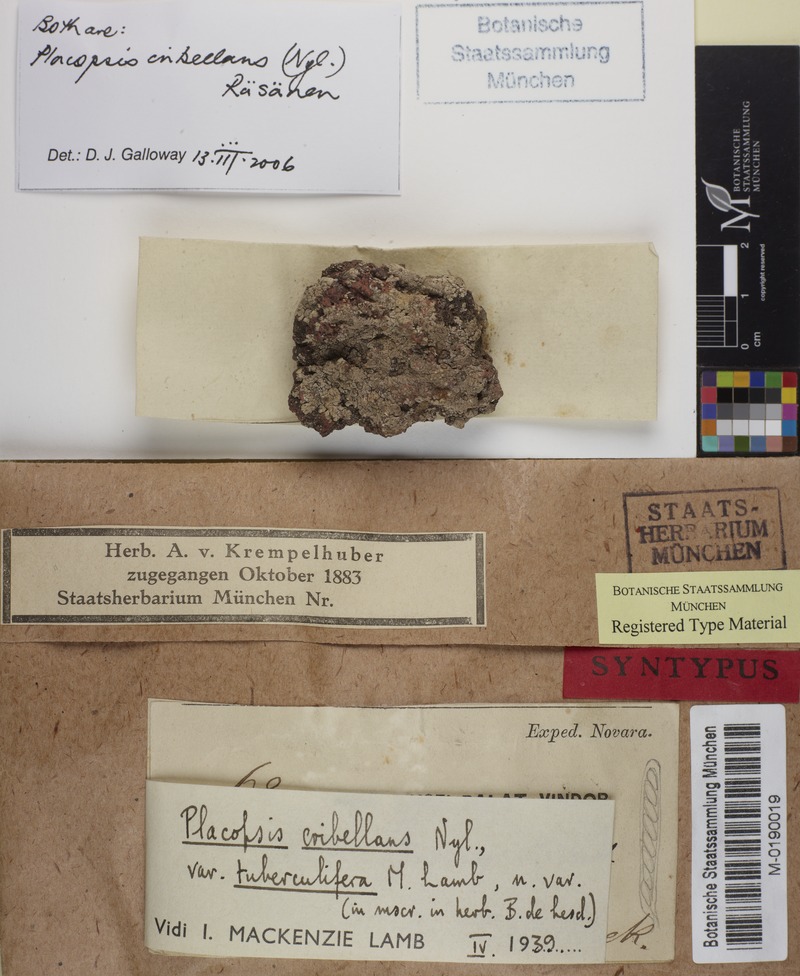 Both are:
Placopsis cribellans (Nyl.)
Räsänen
Det.: D. J. Galloway 13.III.2006
Botanische
Staatssammlung
München
BOTANISCHE
STAATSSAMMLUNG
MÜNCHEN
0 1 2
cm
copyright reserved
Herb. A. v. Krempelhuber
zugegangen Oktober 1883
Staatsherbarium München Nr.
STAATS-
HERBARIUM
MÜNCHEN
BOTANISCHE STAATSSAMMLUNG
MÜNCHEN
Registered Type Material
SYNTYPUS
Exped. Novara.
Placopsis cribellans Nyl.,
var. tuberculifera M. Lamb, n. var.
(in mscr. in herb. B. de Lesd.)
Vidi I. MACKENZIE LAMB IV. 1939.....
Botanische Staatssammlung München
M-0190019